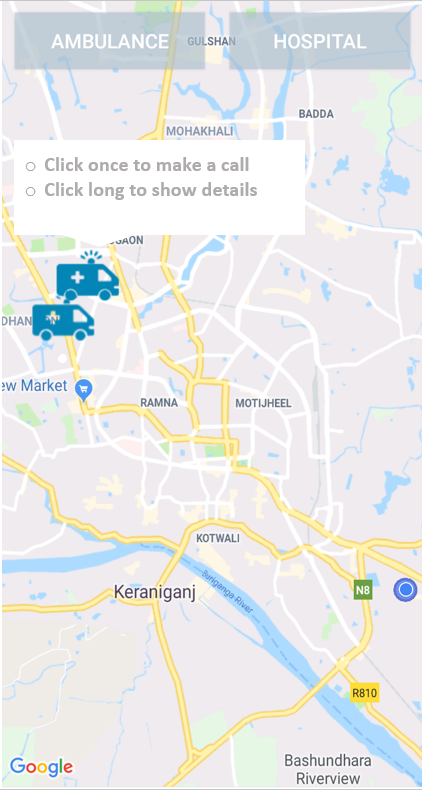 AMBULANCE
GULSHAN
HOSPITAL
BADDA
MOHAKHALI
Click once to make a call
Click long to show details
GAON
DHAN
ew Market
RAMNA
MOTIJHEEL
KOTWALI
N8
Keraniganj
Buriganga River
R810
Google
Bashundhara
Riverview